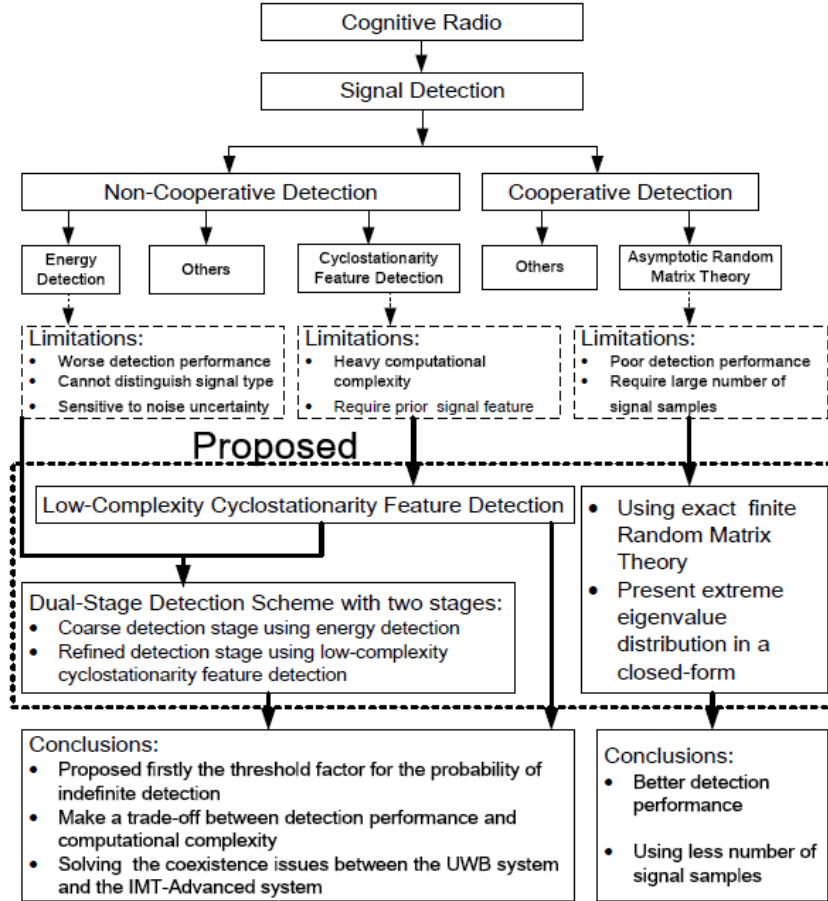 Cognitive Radio
Signal Detection
Non-Cooperative Detection
Cooperative Detection
Energy
Detection
Others
Cyclostationarity
Feature Detection
Others
Asymptotic Random
Matrix Theory
Limitations:
• Worse detection performance
• Cannot distinguish signal type
• Sensitive to noise uncertainty
Limitations:
• Heavy computational
complexity
• Require prior signal feature
Limitations:
• Poor detection performance
• Require large number of
signal samples
Proposed
Low-Complexity Cyclostationarity Feature Detection
Dual-Stage Detection Scheme with two stages:
• Coarse detection stage using energy detection
• Refined detection stage using low-complexity
cyclostationarity feature detection
• Using exact finite
Random Matrix
Theory
• Present extreme
eigenvalue
distribution in a
closed-form
Conclusions:
• Proposed firstly the threshold factor for the probability of
indefinite detection
• Make a trade-off between detection performance and
computational complexity
• Solving the coexistence issues between the UWB system
and the IMT-Advanced system
Conclusions:
• Better detection
performance
• Using less number of
signal samples